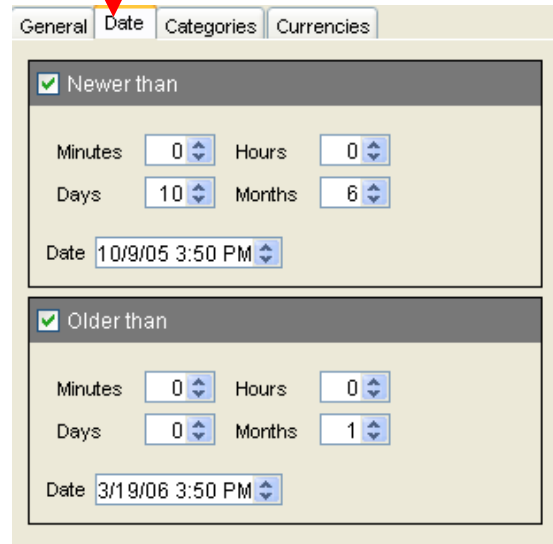 General Date Categories Currencies
Newer than
Minutes 0 Hours 0
Days 10 Months 6
Date 10/9/05 3:50 PM
Older than
Minutes 0 Hours 0
Days 0 Months 1
Date 3/19/06 3:50 PM